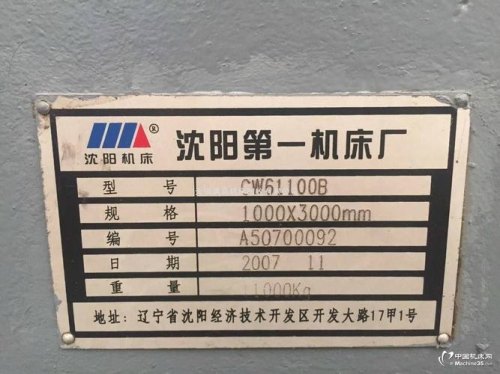 沈阳机床 ® 沈阳第一机床厂
型号 CW61100B
规格 1000X3000mm
编号 A50700092
日期 2007 11
重量 11000Kg
地址: 辽宁省沈阳经济技术开发区开发大路17甲1号
中国机床网
Machine35.com